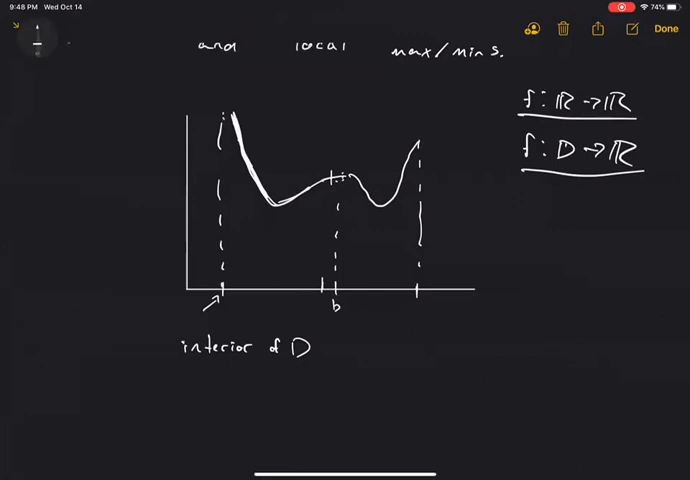 9:48 PM Wed Oct 14
74%
Done
and local max/mins.
f: ℝ → ℝ
f: D → ℝ
b
interior of D